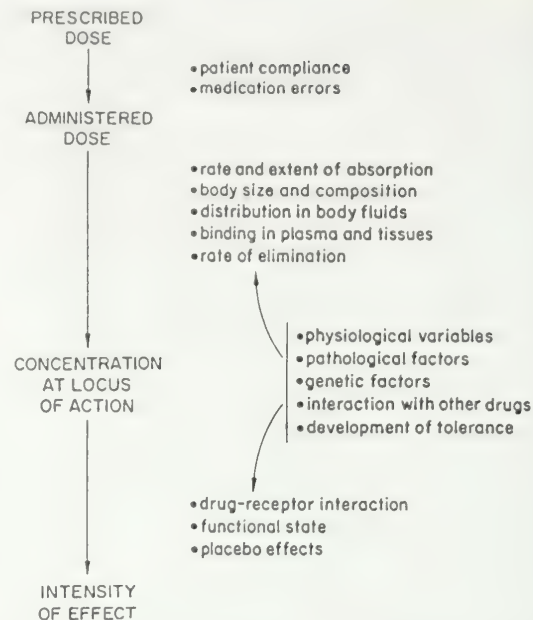 PRESCRIBED
DOSE
• patient compliance
• medication errors
ADMINISTERED
DOSE
• rate and extent of absorption
• body size and composition
• distribution in body fluids
• binding in plasma and tissues
• rate of elimination
• physiological variables
• pathological factors
• genetic factors
• interaction with other drugs
• development of tolerance
CONCENTRATION
AT LOCUS
OF ACTION
• drug-receptor interaction
• functional state
• placebo effects
INTENSITY
OF EFFECT